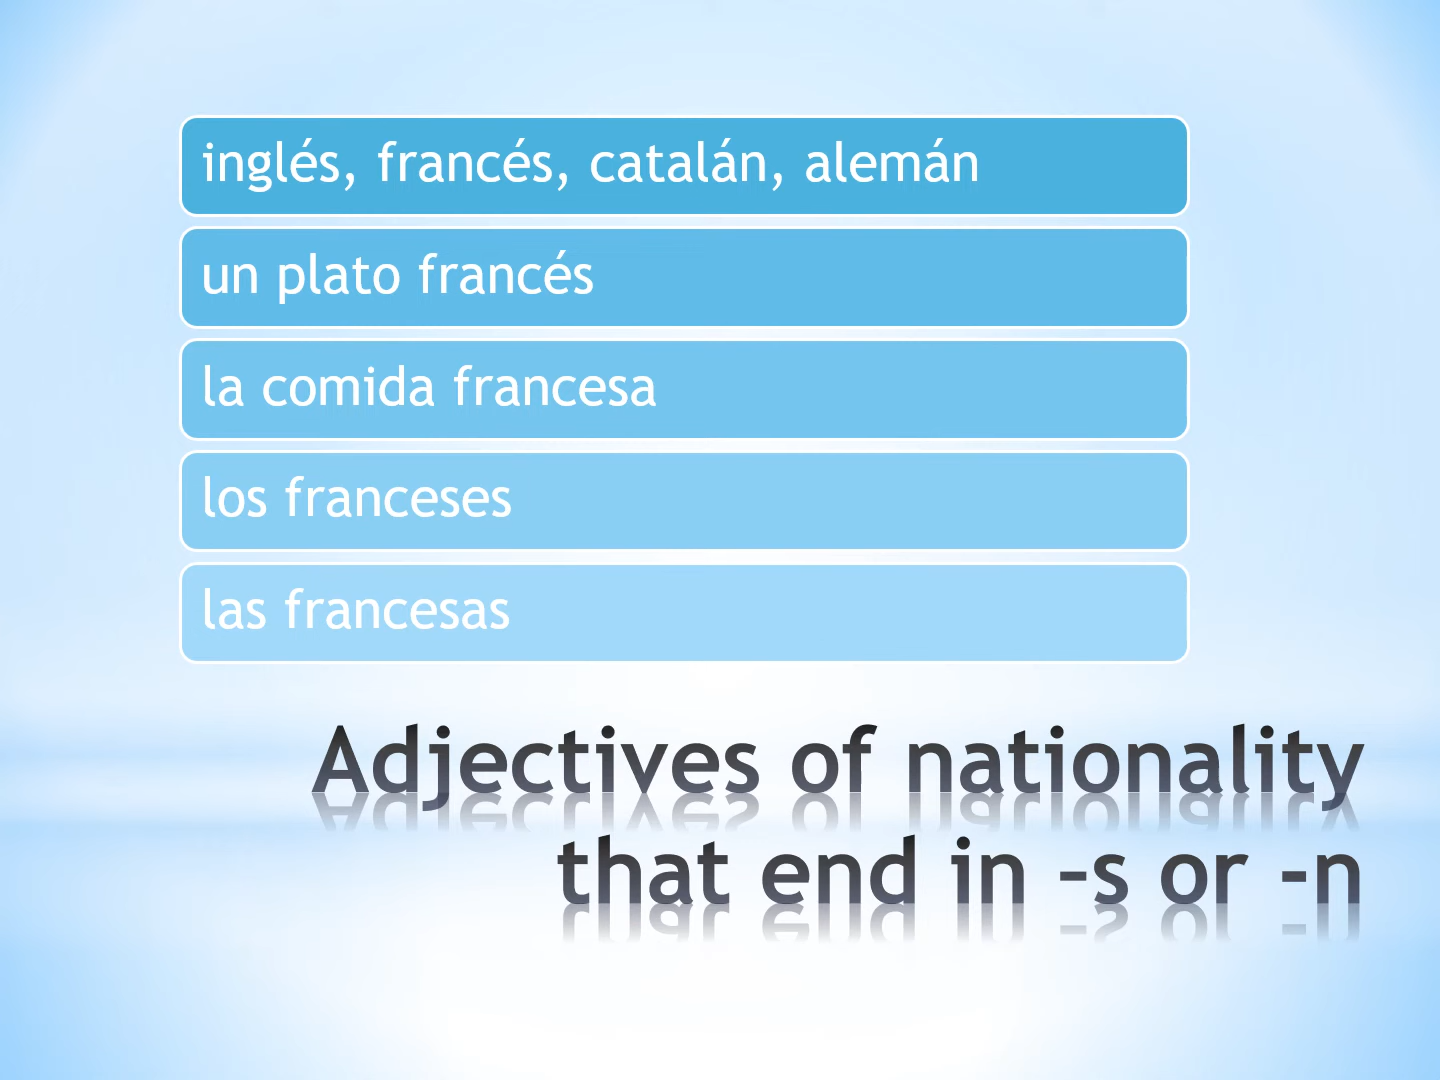 inglés, francés, catalán, alemán
un plato francés
la comida francesa
los franceses
las francesas
Adjectives of nationality
that end in –s or -n